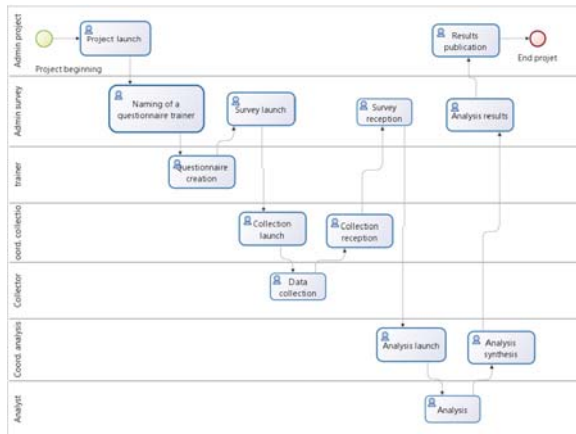 Admin project
Project launch
Project beginning
Results
publication
End projet
Admin survey
Naming of a
questionnaire trainer
Survey launch
Survey
reception
Analysis results
trainer
Questionnaire
creation
oord. collectio
Collection
launch
Collection
reception
Collector
Data
collection
Coord. analysis
Analysis launch
Analysis
synthesis
Analyst
Analysis